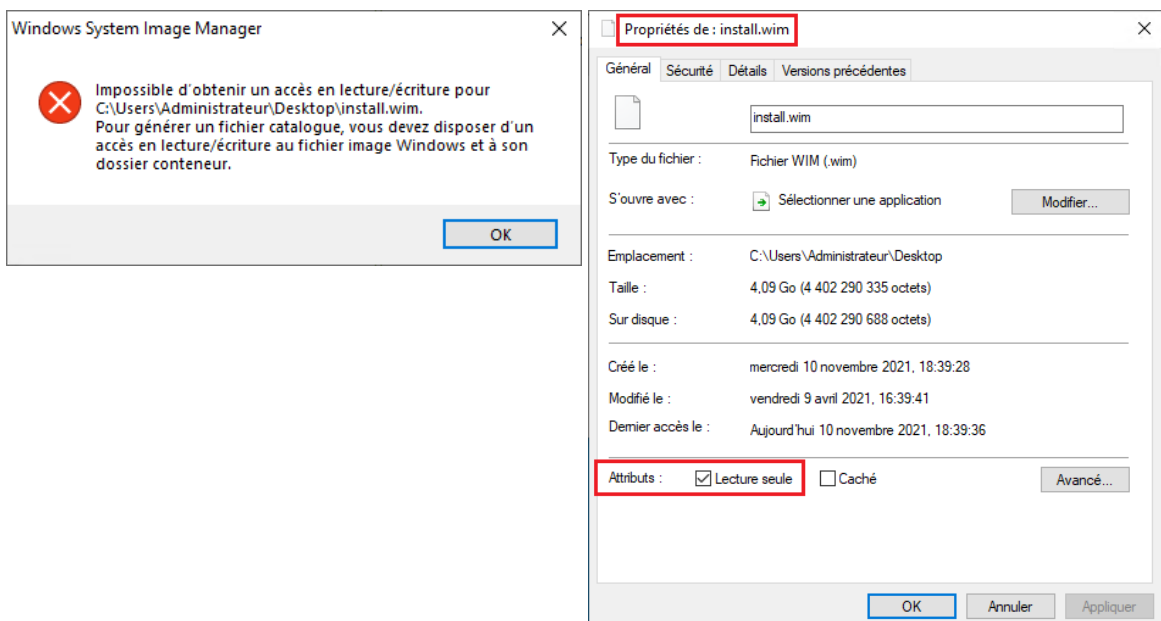 Windows System Image Manager
Impossible d'obtenir un accès en lecture/écriture pour
C:\Users\Administrateur\Desktop\install.wim.
Pour générer un fichier catalogue, vous devez disposer d'un
accès en lecture/écriture au fichier image Windows et à son
dossier conteneur.
OK
Propriétés de : install.wim
Général Sécurité Détails Versions précédentes
install.wim
Type du fichier : Fichier WIM (.wim)
S'ouvre avec : Sélectionner une application Modifier...
Emplacement : C:\Users\Administrateur\Desktop
Taille : 4,09 Go (4 402 290 335 octets)
Sur disque : 4,09 Go (4 402 290 688 octets)
Créé le : mercredi 10 novembre 2021, 18:39:28
Modifié le : vendredi 9 avril 2021, 16:39:41
Dernier accès le : Aujourd'hui 10 novembre 2021, 18:39:36
Attributs : Lecture seule Caché Avancé...
OK Annuler Appliquer